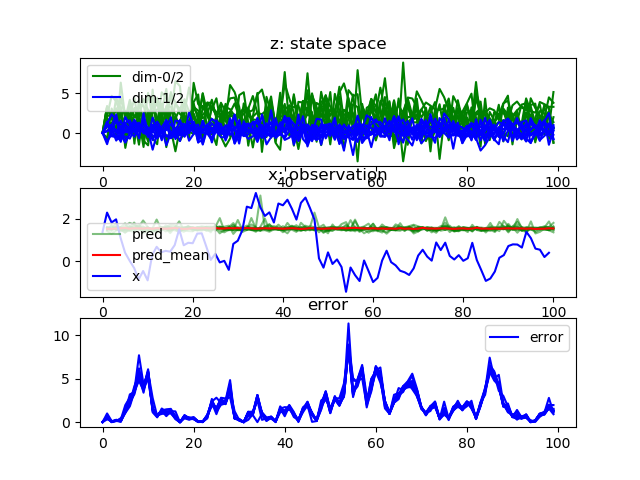 z: state space
5
0
dim-0/2
dim-1/2
0 20 40 60 80 100
x: observation
2
0
pred
pred_mean
x
0 20 40 60 80 100
error
10
5
0
error
0 20 40 60 80 100